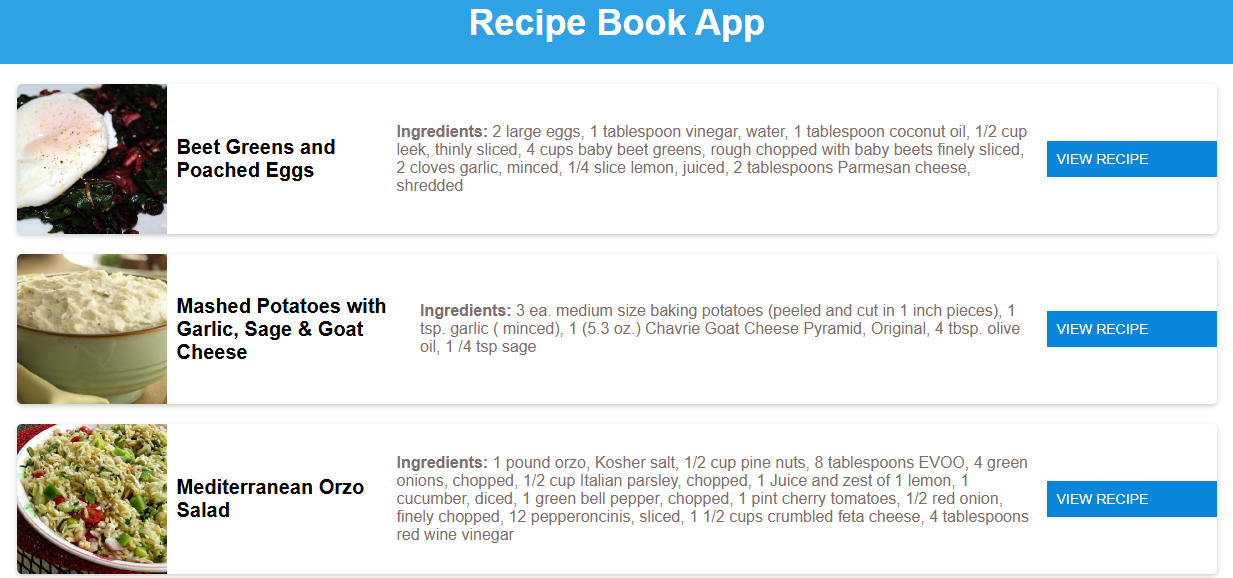 Recipe Book App
Beet Greens and
Poached Eggs
Ingredients: 2 large eggs, 1 tablespoon vinegar, water, 1 tablespoon coconut oil, 1/2 cup
leek, thinly sliced, 4 cups baby beet greens, rough chopped with baby beets finely sliced,
2 cloves garlic, minced, 1/4 slice lemon, juiced, 2 tablespoons Parmesan cheese,
shredded
VIEW RECIPE
Mashed Potatoes with
Garlic, Sage & Goat
Cheese
Ingredients: 3 ea. medium size baking potatoes (peeled and cut in 1 inch pieces), 1
tsp. garlic ( minced), 1 (5.3 oz.) Chavrie Goat Cheese Pyramid, Original, 4 tbsp. olive
oil, 1 /4 tsp sage
VIEW RECIPE
Mediterranean Orzo
Salad
Ingredients: 1 pound orzo, Kosher salt, 1/2 cup pine nuts, 8 tablespoons EVOO, 4 green
onions, chopped, 1/2 cup Italian parsley, chopped, 1 Juice and zest of 1 lemon, 1
cucumber, diced, 1 green bell pepper, chopped, 1 pint cherry tomatoes, 1/2 red onion,
finely chopped, 12 pepperoncinis, sliced, 1 1/2 cups crumbled feta cheese, 4 tablespoons
red wine vinegar
VIEW RECIPE